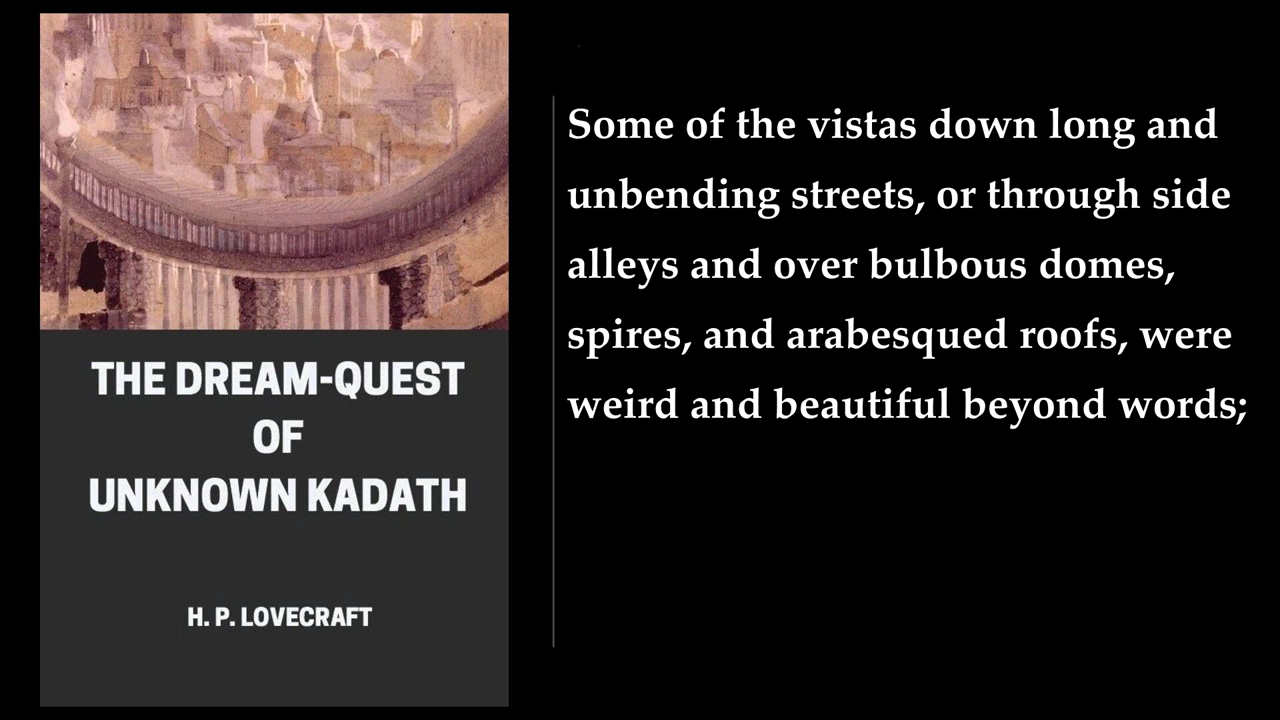 THE DREAM-QUEST
OF
UNKNOWN KADATH
H. P. LOVECRAFT
Some of the vistas down long and
unbending streets, or through side
alleys and over bulbous domes,
spires, and arabesqued roofs, were
weird and beautiful beyond words;